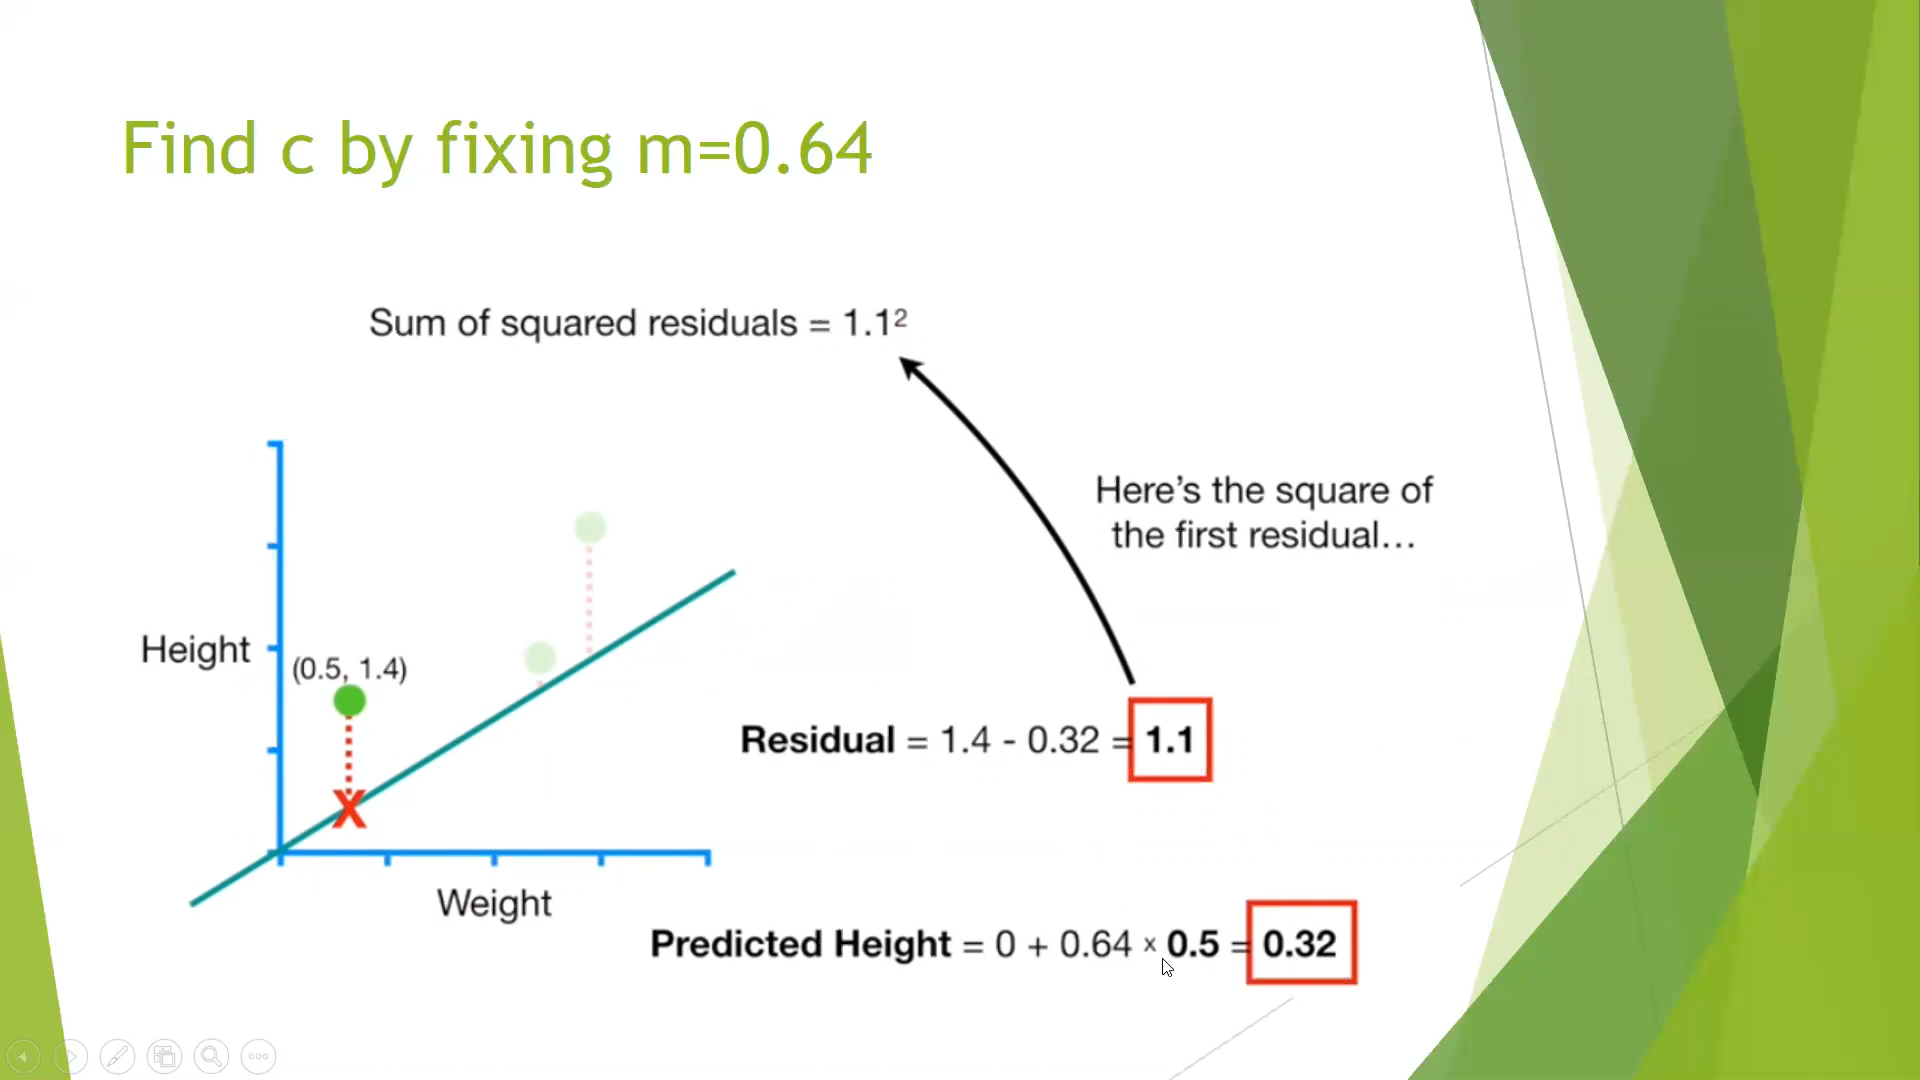 Find c by fixing m=0.64
Sum of squared residuals = 1.1²
Here’s the square of
the first residual…
Height
(0.5, 1.4)
X
Residual = 1.4 - 0.32 = 1.1
Weight
Predicted Height = 0 + 0.64 x 0.5 = 0.32